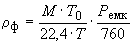 ρф = M · T0 / 22,4 · T · Pемк / 760